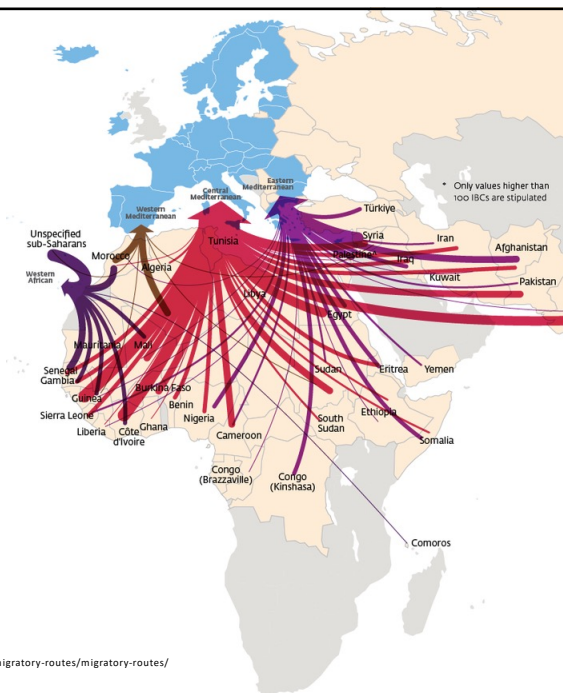 Eastern
Mediterranean
Central
Mediterranean
Western
Mediterranean
* Only values higher than
100 IBCs are stipulated
Türkiye
Unspecified
sub-Saharans
Tunisia
Syria
Iran
Afghanistan
Morocco
Palestine*
Iraq
Algeria
Western
African
Kuwait
Pakistan
Libya
Egypt
Mauritania
Mali
Senegal
Gambia
Sudan
Eritrea
Yemen
Burkina Faso
Guinea
Benin
Sierra Leone
Nigeria
Ethiopia
Liberia
Côte
d'Ivoire
Ghana
Cameroon
South
Sudan
Somalia
Congo
(Brazzaville)
Congo
(Kinshasa)
Comoros
igratory-routes/migratory-routes/